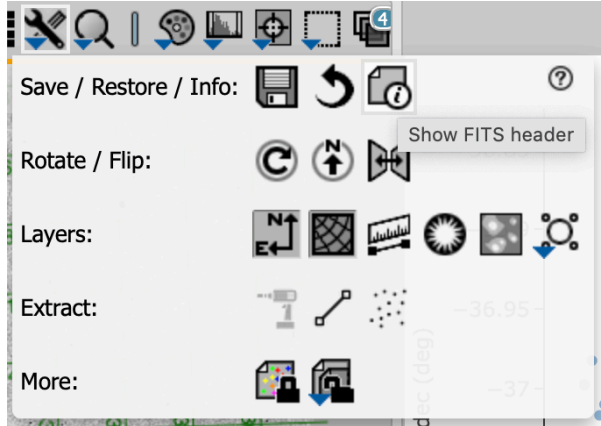 4
Save / Restore / Info:
?
i
Show FITS header
Rotate / Flip:
N
Layers:
N
E
Extract:
-36.95
More:
-37
dec (deg)